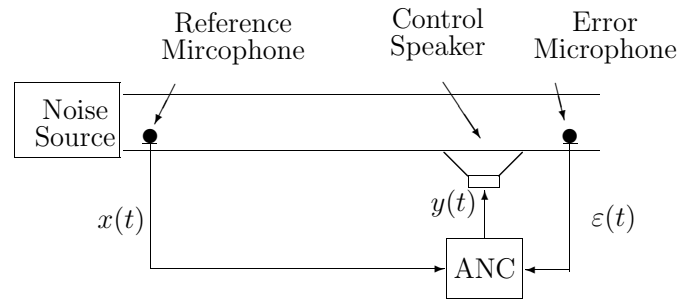 Reference
Mircophone
Control
Speaker
Error
Microphone
Noise
Source
x(t)
y(t)
ε(t)
ANC